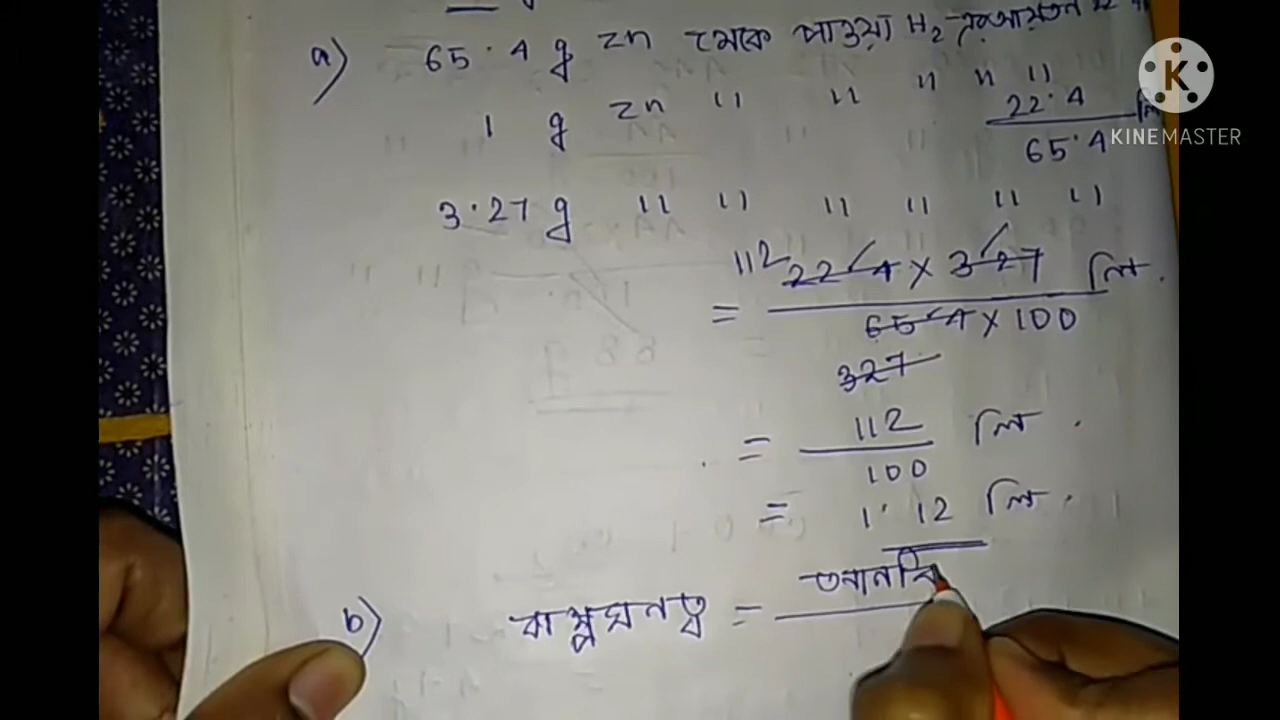 a) 65.4 g zn থেকে পাওয়া H2-এর আয়তন 22
1 g zn " " " " " 22.4 / 65.4 লি
3.27 g " " " " " "
= 112 22.4 x 3.27 লি. / 65.4 x 100
327
= 112 / 100 লি.
= 1.12 লি.
b) বাষ্পঘনত্ব =
K
KINEMASTER